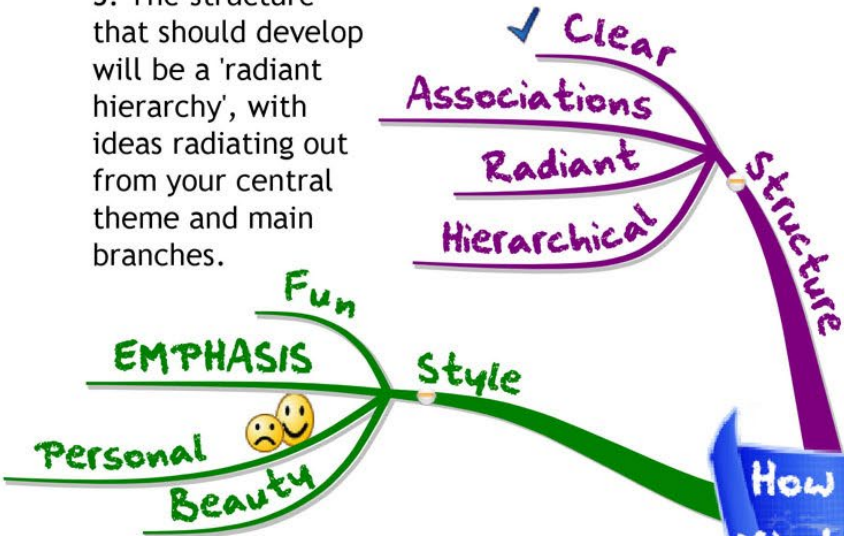 that should develop
will be a 'radiant
hierarchy', with
ideas radiating out
from your central
theme and main
branches.
Clear
Associations
Radiant
Hierarchical
Structure
Fun
EMPHASIS
Personal
Beauty
Style
How